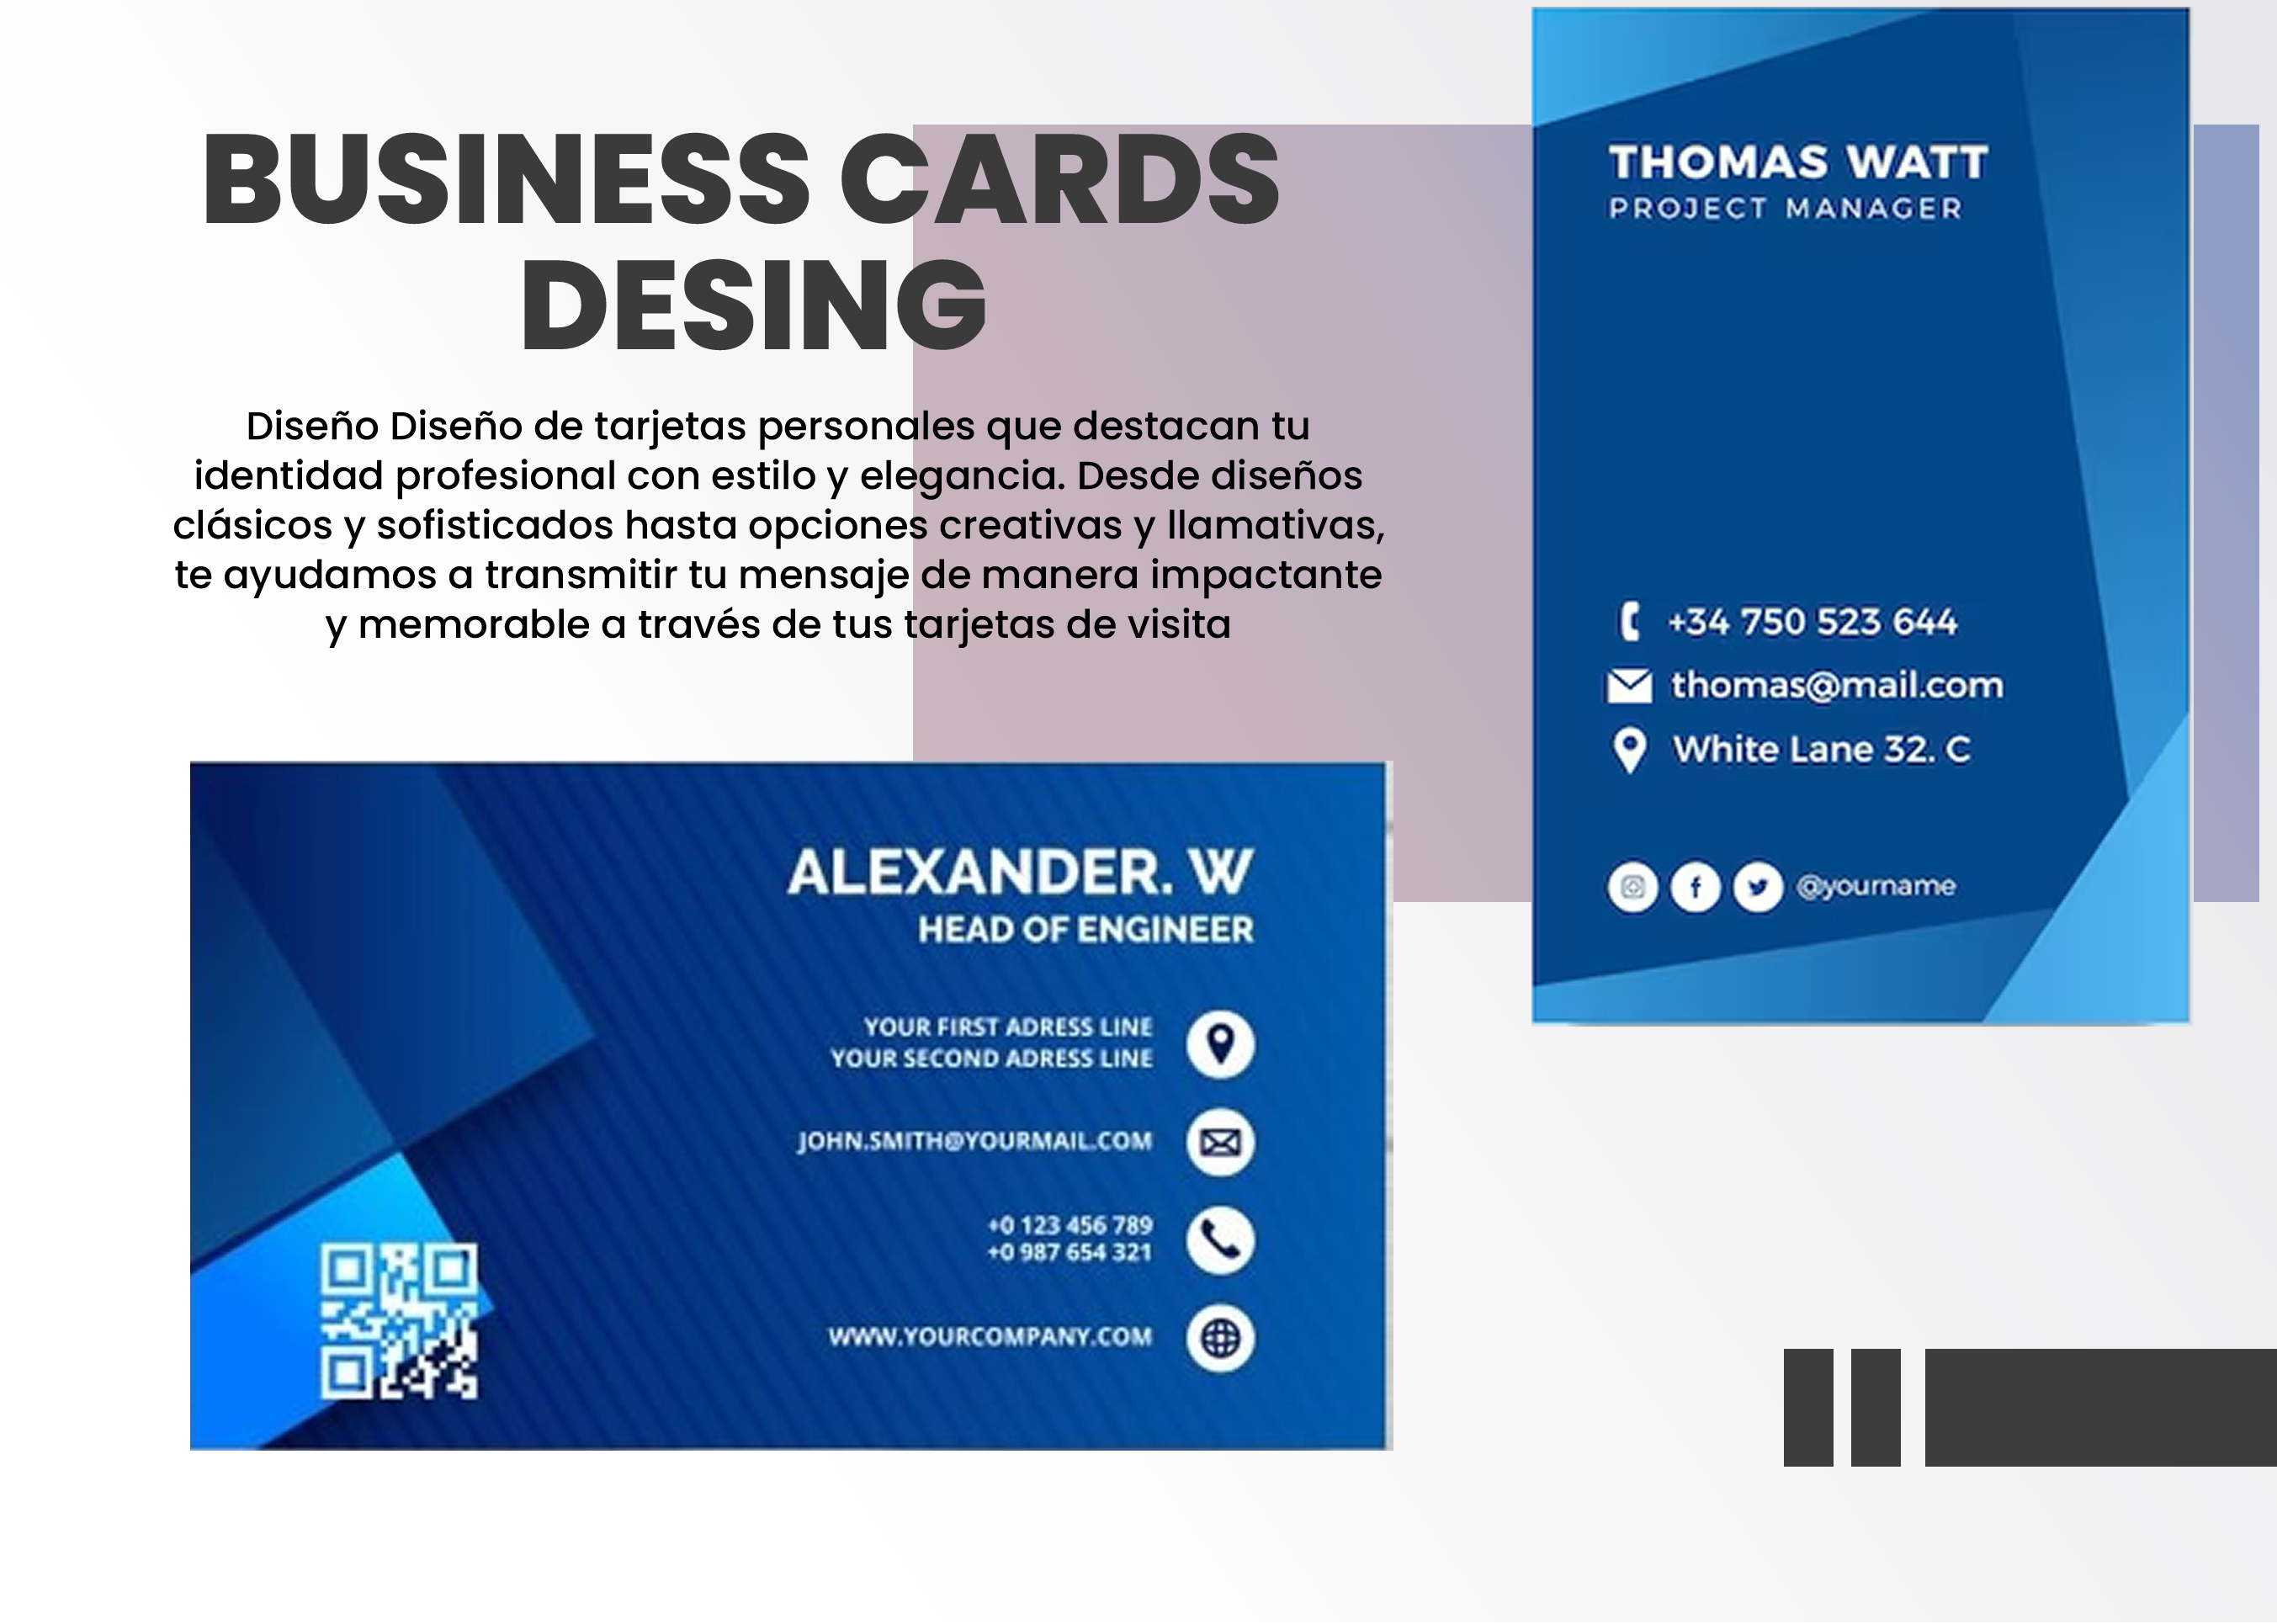 BUSINESS CARDS
DESING
Diseño Diseño de tarjetas personales que destacan tu
identidad profesional con estilo y elegancia. Desde diseños
clásicos y sofisticados hasta opciones creativas y llamativas,
te ayudamos a transmitir tu mensaje de manera impactante
y memorable a través de tus tarjetas de visita
THOMAS WATT
PROJECT MANAGER
+34 750 523 644
thomas@mail.com
White Lane 32. C
@yourname
ALEXANDER. W
HEAD OF ENGINEER
YOUR FIRST ADRESS LINE
YOUR SECOND ADRESS LINE
JOHN.SMITH@YOURMAIL.COM
+0 123 456 789
+0 987 654 321
WWW.YOURCOMPANY.COM